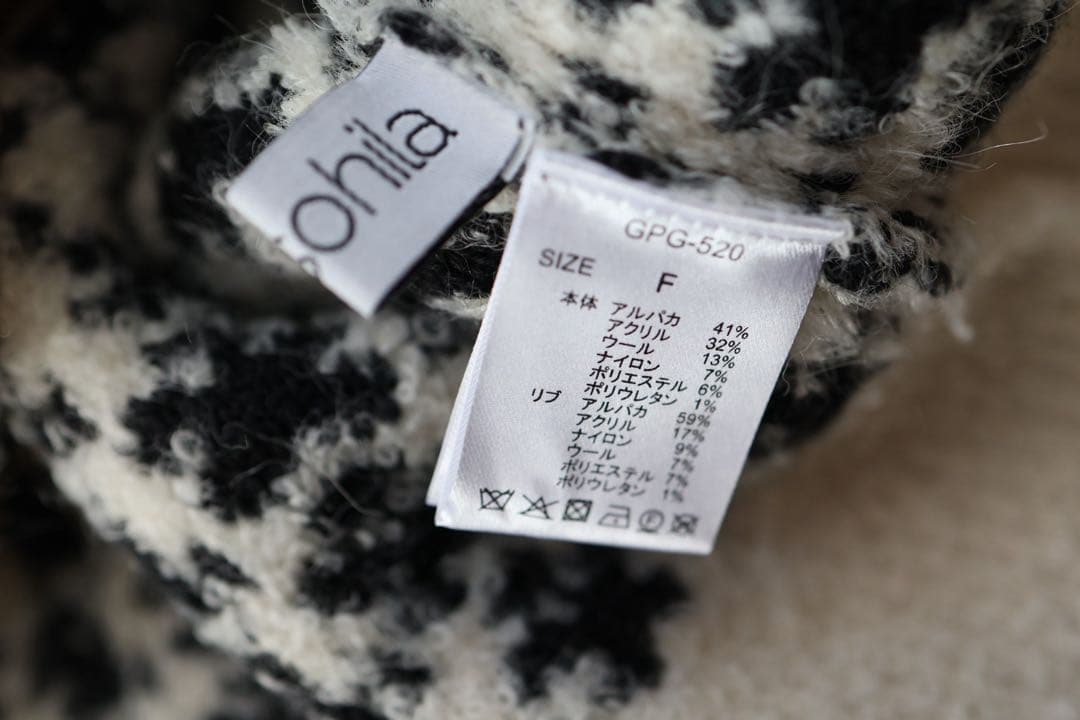 ohila
GPG-520
SIZE F
本体 アルパカ 41%
アクリル 32%
ウール 13%
ナイロン 7%
ポリエステル 6%
ポリウレタン 1%
リブ アルパカ 59%
アクリル 17%
ナイロン 9%
ウール 7%
ポリエステル 7%
ポリウレタン 1%